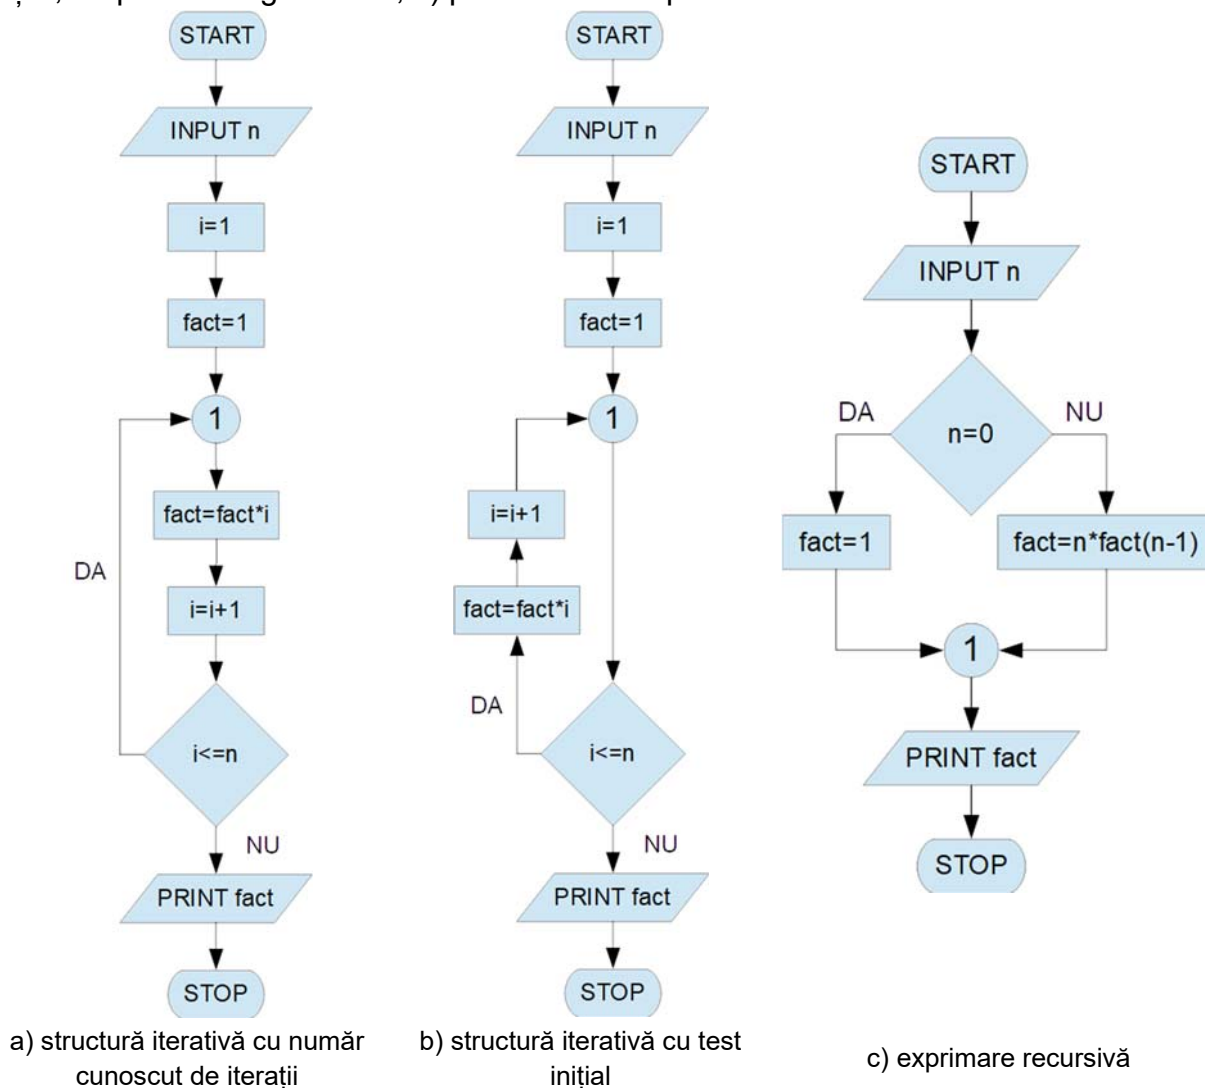 START
INPUT n
i=1
fact=1
1
fact=fact*i
DA
i=i+1
i<=n
NU
PRINT fact
STOP
a) structură iterativă cu număr
cunoscut de iterații
START
INPUT n
i=1
fact=1
1
i=i+1
fact=fact*i
DA
i<=n
NU
PRINT fact
STOP
b) structură iterativă cu test
inițial
START
INPUT n
DA
NU
n=0
fact=1
fact=n*fact(n-1)
1
PRINT fact
STOP
c) exprimare recursivă